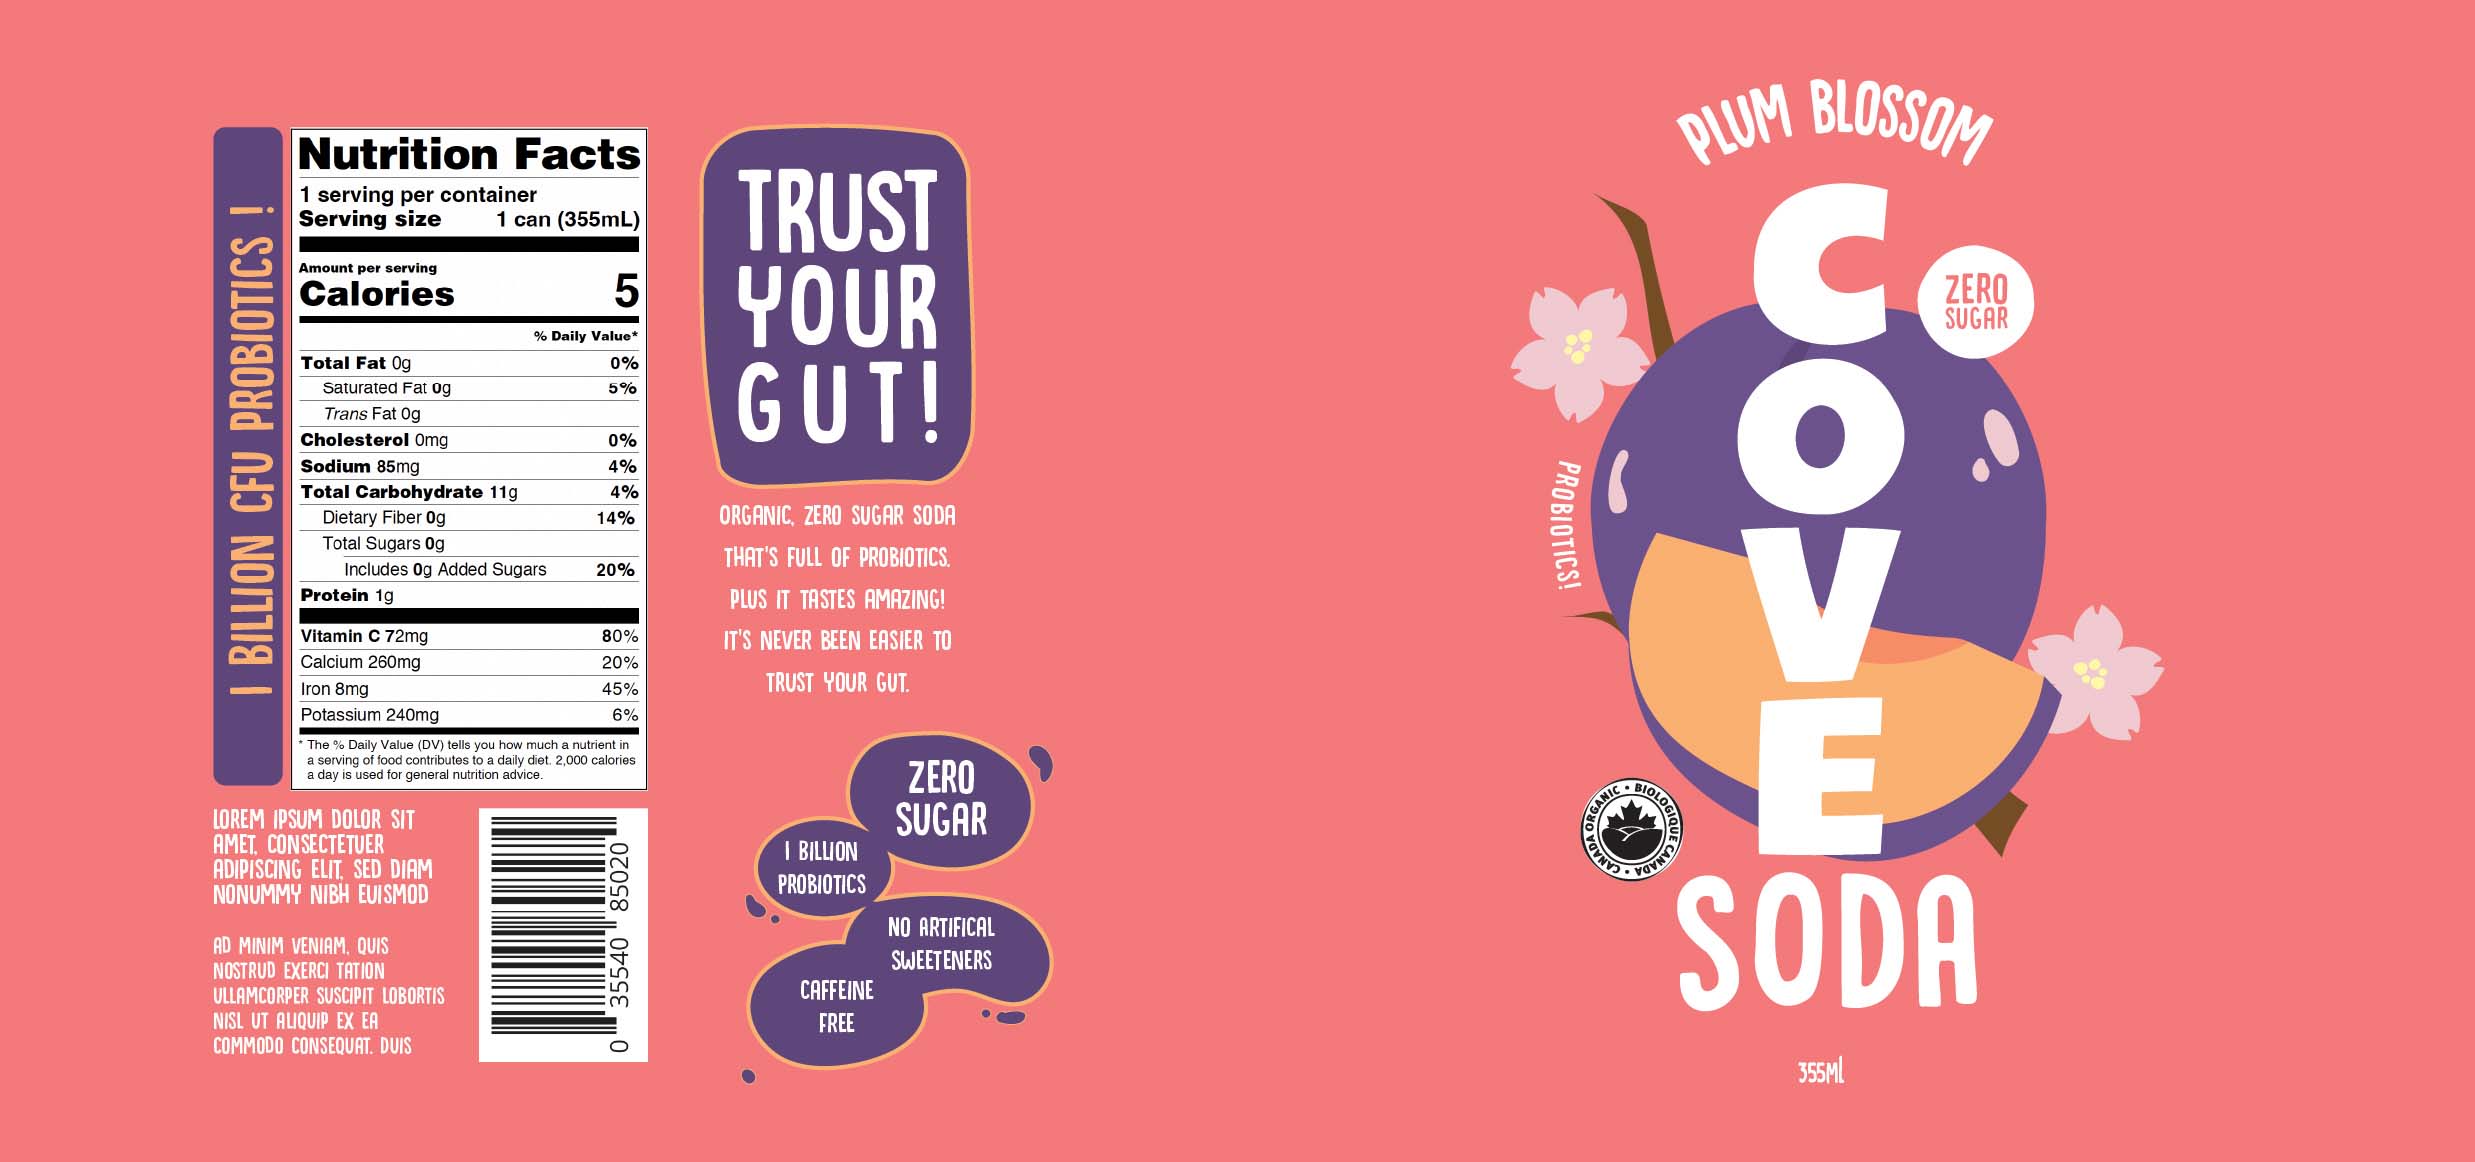 1 BILLION CFU PROBIOTICS !
Nutrition Facts
1 serving per container
Serving size 1 can (355mL)
Amount per serving
Calories 5
% Daily Value*
Total Fat 0g 0%
Saturated Fat 0g 5%
Trans Fat 0g
Cholesterol 0mg 0%
Sodium 85mg 4%
Total Carbohydrate 11g 4%
Dietary Fiber 0g 14%
Total Sugars 0g
Includes 0g Added Sugars 20%
Protein 1g
Vitamin C 72mg 80%
Calcium 260mg 20%
Iron 8mg 45%
Potassium 240mg 6%
* The % Daily Value (DV) tells you how much a nutrient in
a serving of food contributes to a daily diet. 2,000 calories
a day is used for general nutrition advice.
LOREM IPSUM DOLOR SIT
AMET, CONSECTETUER
ADIPISCING ELIT, SED DIAM
NONUMMY NIBH EUISMOD
AD MINIM VENIAM, QUIS
NOSTRUD EXERCI TATION
ULLAMCORPER SUSCIPIT LOBORTIS
NISL UT ALIQUIP EX EA
COMMODO CONSEQUAT. DUIS
0 35540 85020
TRUST
YOUR
GUT!
ORGANIC, ZERO SUGAR SODA
THAT'S FULL OF PROBIOTICS.
PLUS IT TASTES AMAZING!
IT'S NEVER BEEN EASIER TO
TRUST YOUR GUT.
ZERO
SUGAR
1 BILLION
PROBIOTICS
NO ARTIFICAL
SWEETENERS
CAFFEINE
FREE
PLUM BLOSSOM
COVE
ZERO
SUGAR
PROBIOTICS!
CANADA ORGANIC • BIOLOGIQUE CANADA •
SODA
355ML